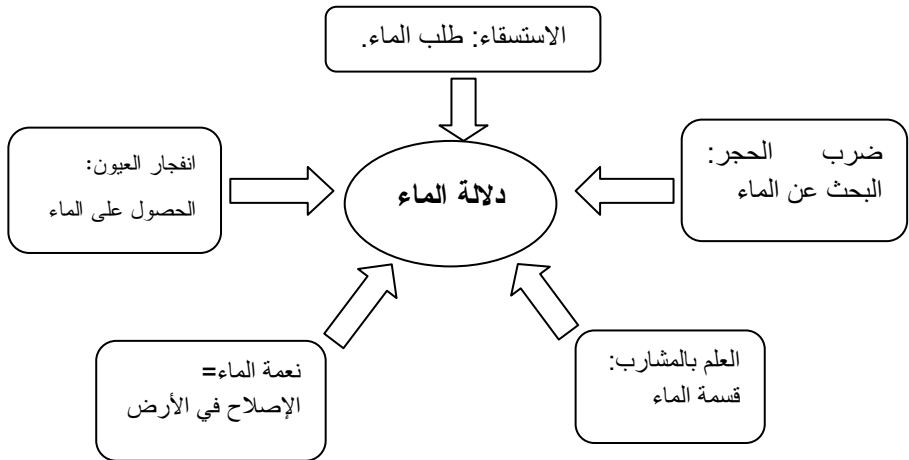 الاستسقاء: طلب الماء.
ضرب الحجر:
البحث عن الماء
انفجار العيون:
الحصول على الماء
دلالة الماء
العلم بالمشارب:
قسمة الماء
نعمة الماء=
الإصلاح في الأرض